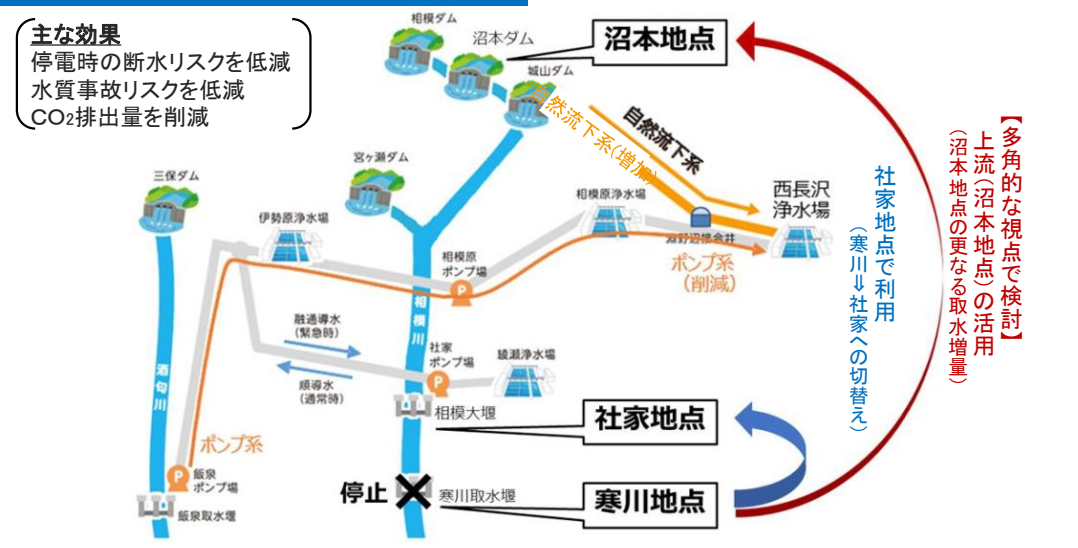 主な効果
停電時の断水リスクを低減
水質事故リスクを低減
CO2排出量を削減
相模ダム
沼本ダム
城山ダム
沼本地点
自然流下系(増加)
自然流下系
宮ヶ瀬ダム
三保ダム
伊勢原浄水場
相模原浄水場
西長沢
浄水場
相模原
ポンプ場
P
ポンプ系
(削減)
相模川
融通導水
(緊急時)
社家
ポンプ場
P
綾瀬浄水場
(通常時)
相模大堰
酒匂川
ポンプ系
P
飯泉
ポンプ場
飯泉取水堰
停止
寒川取水堰
社家地点
寒川地点
社家地点で利用
(寒川⇒社家への切替え)
【多角的な視点で検討】
上流(沼本地点)の活用
(沼本地点の更なる取水増量)